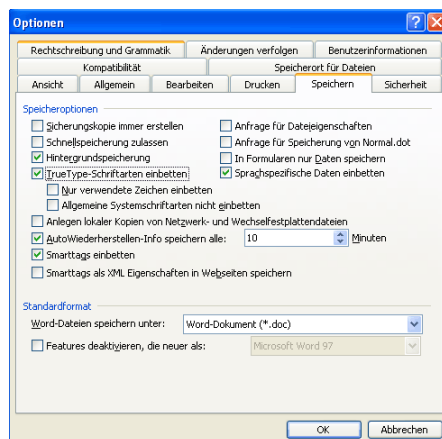 Optionen
Rechtschreibung und Grammatik Änderungen verfolgen Benutzerinformationen
Kompatibilität Speicherort für Dateien
Ansicht Allgemein Bearbeiten Drucken Speichern Sicherheit
Speicheroptionen
Sicherungskopie immer erstellen Anfrage für Dateieigenschaften
Schnellspeicherung zulassen Anfrage für Speicherung von Normal.dot
Hintergrundspeicherung In Formularen nur Daten speichern
TrueType-Schriftarten einbetten Sprachspezifische Daten einbetten
Nur verwendete Zeichen einbetten
Allgemeine Systemschriftarten nicht einbetten
Anlegen lokaler Kopien von Netzwerk- und Wechselfestplattendateien
AutoWiederherstellen-Info speichern alle: 10 Minuten
Smarttags einbetten
Smarttags als XML Eigenschaften in Webseiten speichern
Standardformat
Word-Dateien speichern unter: Word-Dokument (*.doc)
Features deaktivieren, die neuer als: Microsoft Word 97
OK Abbrechen